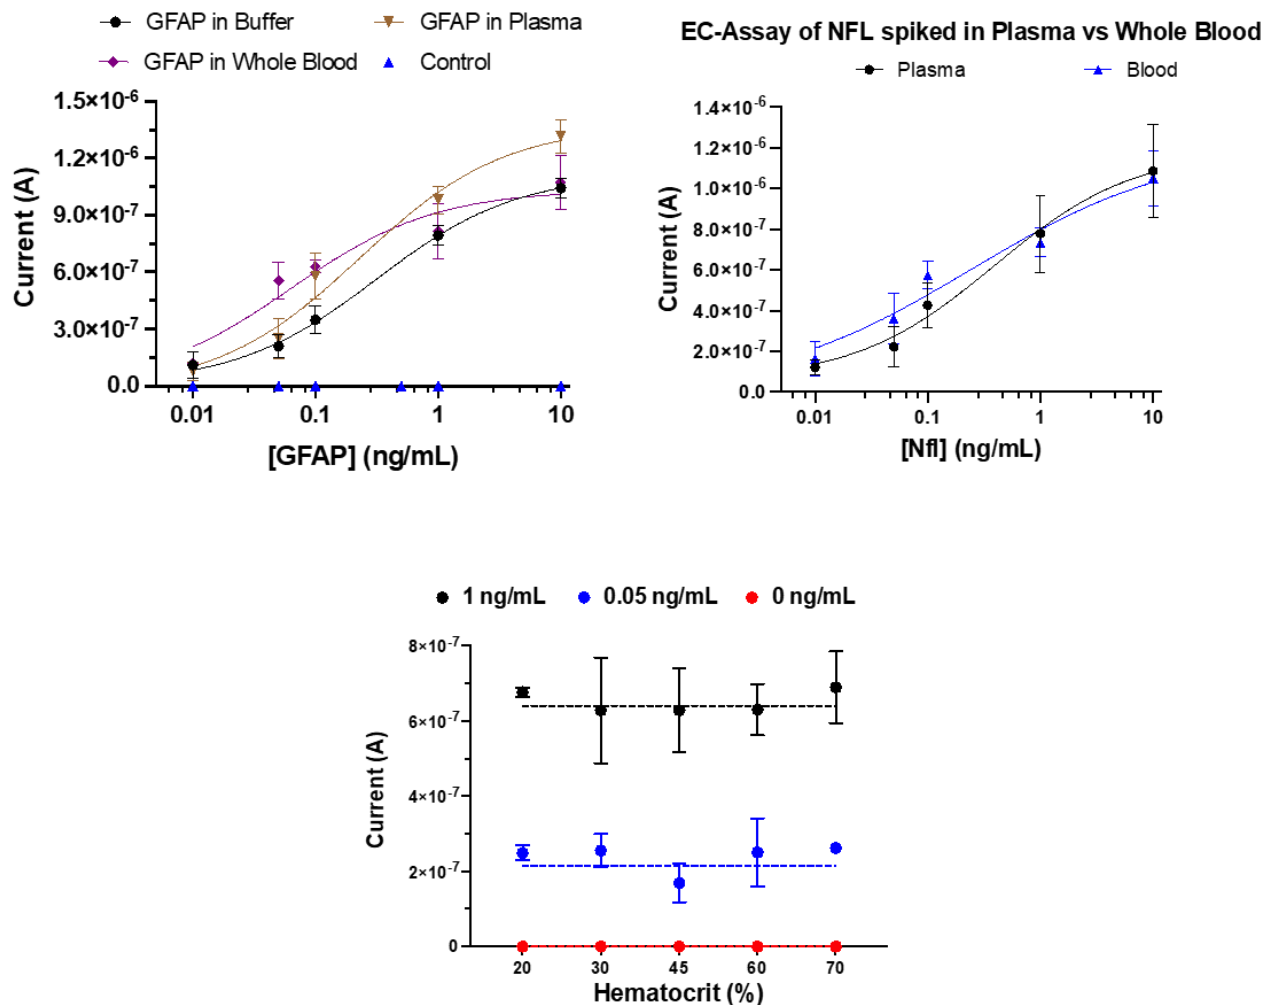 GFAP in Buffer GFAP in Plasma
GFAP in Whole Blood Control
1.5×10-6
1.2×10-6
9.0×10-7
6.0×10-7
3.0×10-7
0.0
Current (A)
0.01 0.1 1 10
[GFAP] (ng/mL)
EC-Assay of NFL spiked in Plasma vs Whole Blood
Plasma Blood
1.4×10-6
1.2×10-6
1.0×10-6
8.0×10-7
6.0×10-7
4.0×10-7
2.0×10-7
0.0
Current (A)
0.01 0.1 1 10
[Nfl] (ng/mL)
1 ng/mL 0.05 ng/mL 0 ng/mL
8×10-7
6×10-7
4×10-7
2×10-7
0
Current (A)
20 30 45 60 70
Hematocrit (%)